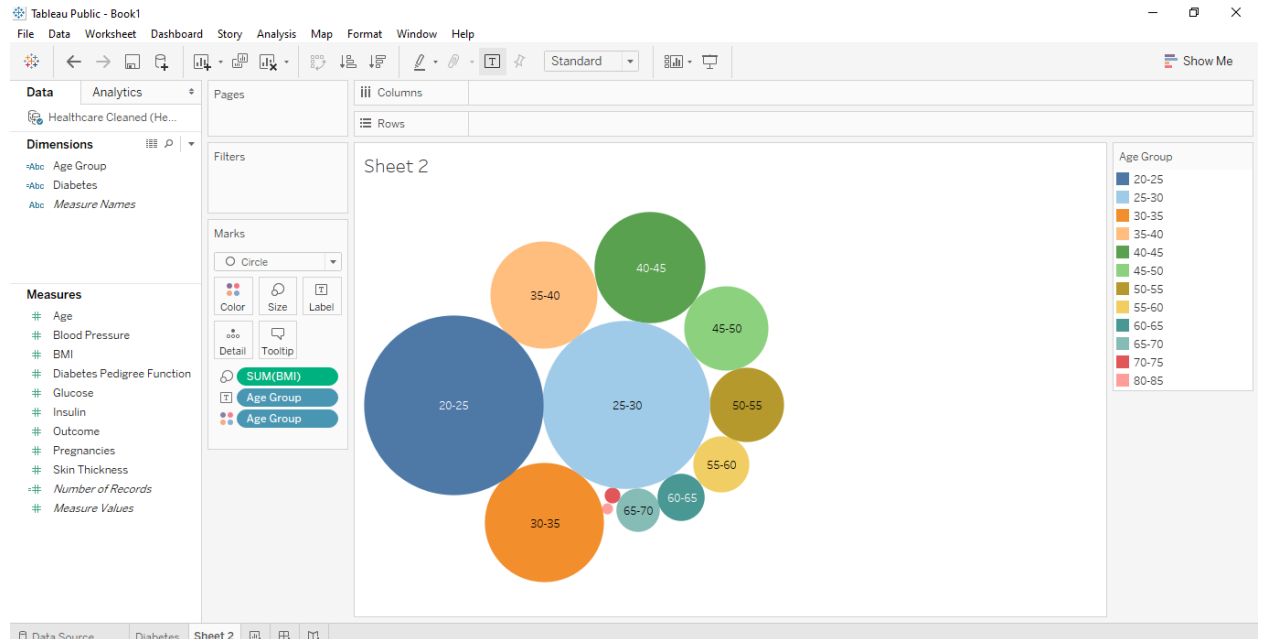 Tableau Public - Book1
File Data Worksheet Dashboard Story Analysis Map Format Window Help
Standard
Show Me
Data Analytics
Healthcare Cleaned (He...
Dimensions
Abc Age Group
Abc Diabetes
Abc Measure Names
Measures
# Age
# Blood Pressure
# BMI
# Diabetes Pedigree Function
# Glucose
# Insulin
# Outcome
# Pregnancies
# Skin Thickness
=# Number of Records
# Measure Values
Pages
Filters
Marks
Circle
Color Size Label
Detail Tooltip
SUM(BMI)
Age Group
Age Group
iii Columns
Rows
Sheet 2
40-45
35-40
45-50
20-25
25-30
50-55
55-60
60-65
65-70
30-35
Age Group
20-25
25-30
30-35
35-40
40-45
45-50
50-55
55-60
60-65
65-70
70-75
80-85
Data Source Diabetes Sheet 2